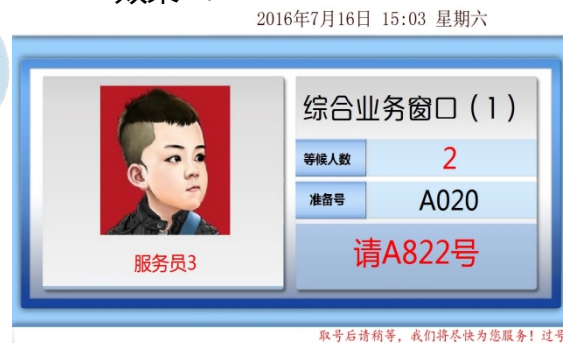 效果
2016年7月16日 15:03 星期六
综合业务窗口（1）
等候人数 2
准备号 A020
请A822号
服务员3
取号后请稍等，我们将尽快为您服务！过号